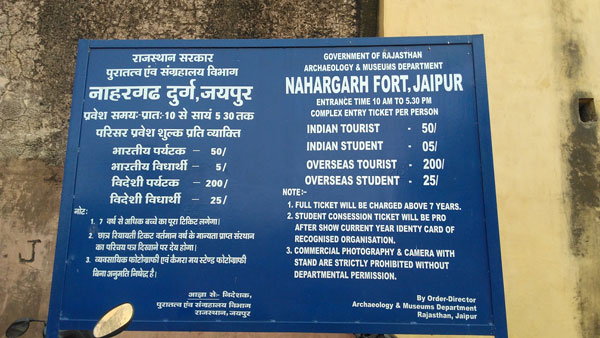 राजस्थान सरकार
पुरातत्व एंव संग्रहालय विभाग
नाहरगढ दुर्ग,जयपुर
प्रवेश समयः प्रातः10 से सायं 5 30 तक
परिसर प्रवेश शुल्क प्रति व्याक्ति
भारतीय पर्यटक - 50/
भारतीय विधार्थी - 5/
विदेशी पर्यटक - 200/
विदेशी विधार्थी - 25/
नोटः
1. 7 वर्ष से अधिक बच्चे का पूरा टिकिट लगेगा।
2. छात्र रियायती टिकट वर्तमान वर्ष के मान्यता प्राप्त संस्थान
का परिचय पत्र दिखाने पर देय होगा।
3. व्यवसायिक फोटोग्राफी एवं कैमरा मय स्टेण्ड फोटोग्राफी
बिना अनुमति निषेद्व है।
आज्ञा से:- निदेशक,
पुरातत्व एंव संग्रहालय विभाग
राजस्थान, जयपुर
GOVERNMENT OF RAJASTHAN
ARCHAEOLOGY & MUSEUMS DEPARTMENT
NAHARGARH FORT,JAIPUR
ENTRANCE TIME 10 AM TO 5.30 PM
COMPLEX ENTRY TICKET PER PERSON
INDIAN TOURIST - 50/
INDIAN STUDENT - 05/
OVERSEAS TOURIST - 200/
OVERSEAS STUDENT - 25/
NOTE:-
1. FULL TICKET WILL BE CHARGED ABOVE 7 YEARS.
2. STUDENT CONSESSION TICKET WILL BE PRO
AFTER SHOW CURRENT YEAR IDENTY CARD OF
RECOGNISED ORGANISATION.
3. COMMERCIAL PHOTOGRAPHY & CAMERA WITH
STAND ARE STRICTLY PROHIBITED WITHOUT
DEPARTMENTAL PERMISSION.
By Order-Director
Archaeology & Museums Department
Rajasthan, Jaipur